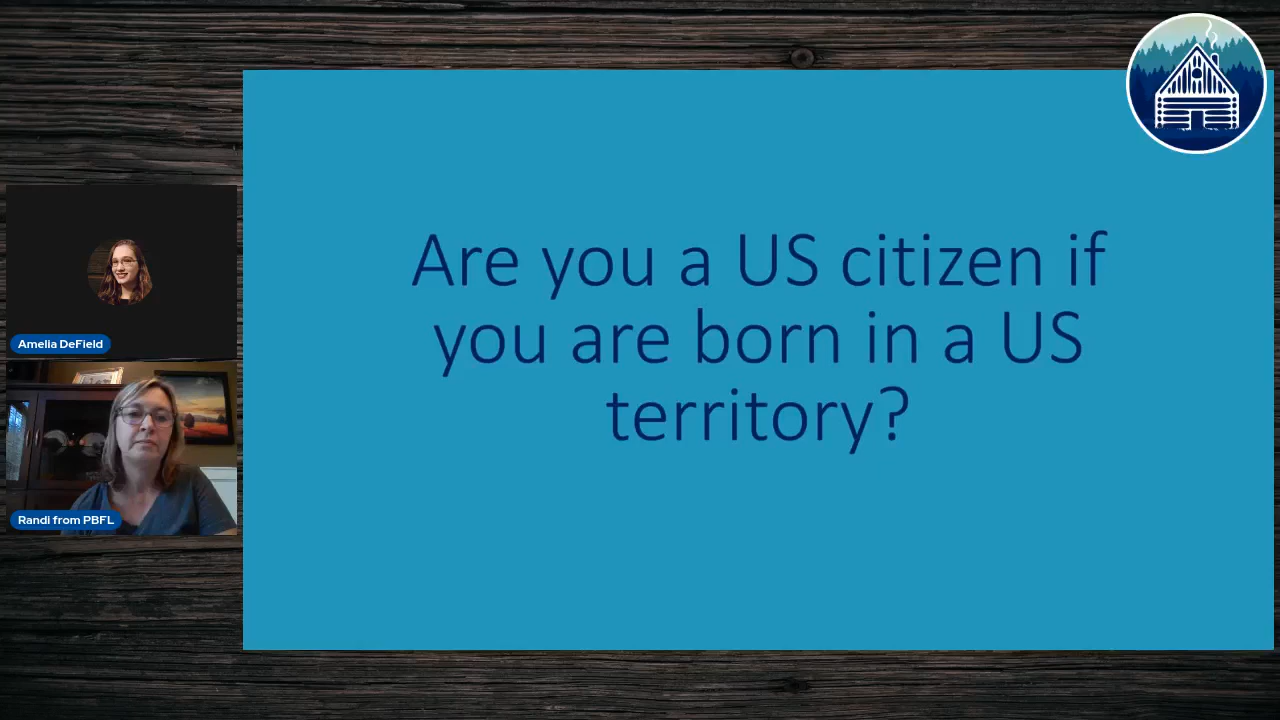 Are you a US citizen if
you are born in a US
territory?
Amelia DeField
Randi from PBFL